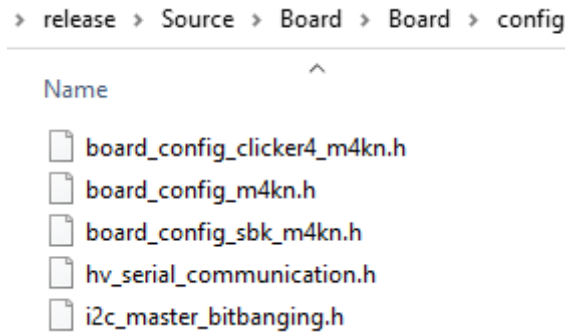 > release > Source > Board > Board > config
Name
board_config_clicker4_m4kn.h
board_config_m4kn.h
board_config_sbk_m4kn.h
hv_serial_communication.h
i2c_master_bitbanging.h